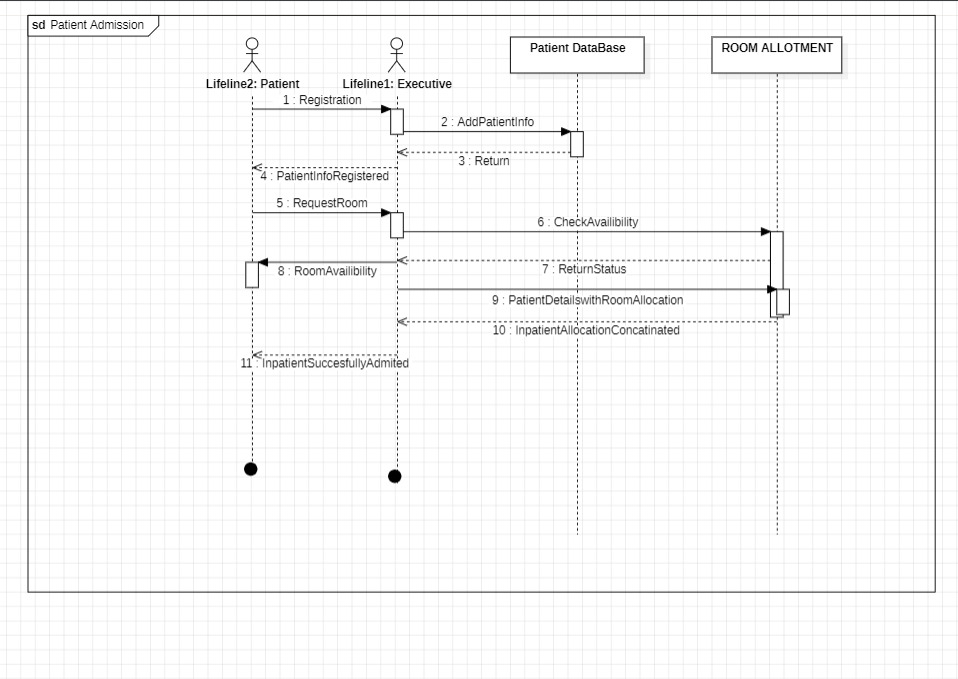 sd Patient Admission
Patient DataBase
ROOM ALLOTMENT
Lifeline2: Patient
Lifeline1: Executive
1 : Registration
2 : AddPatientInfo
3 : Return
4 : PatientInfoRegistered
5 : RequestRoom
6 : CheckAvailibility
7 : ReturnStatus
8 : RoomAvailibility
9 : PatientDetailswithRoomAllocation
10 : InpatientAllocationConcatinated
11 : InpatientSuccesfullyAdmited